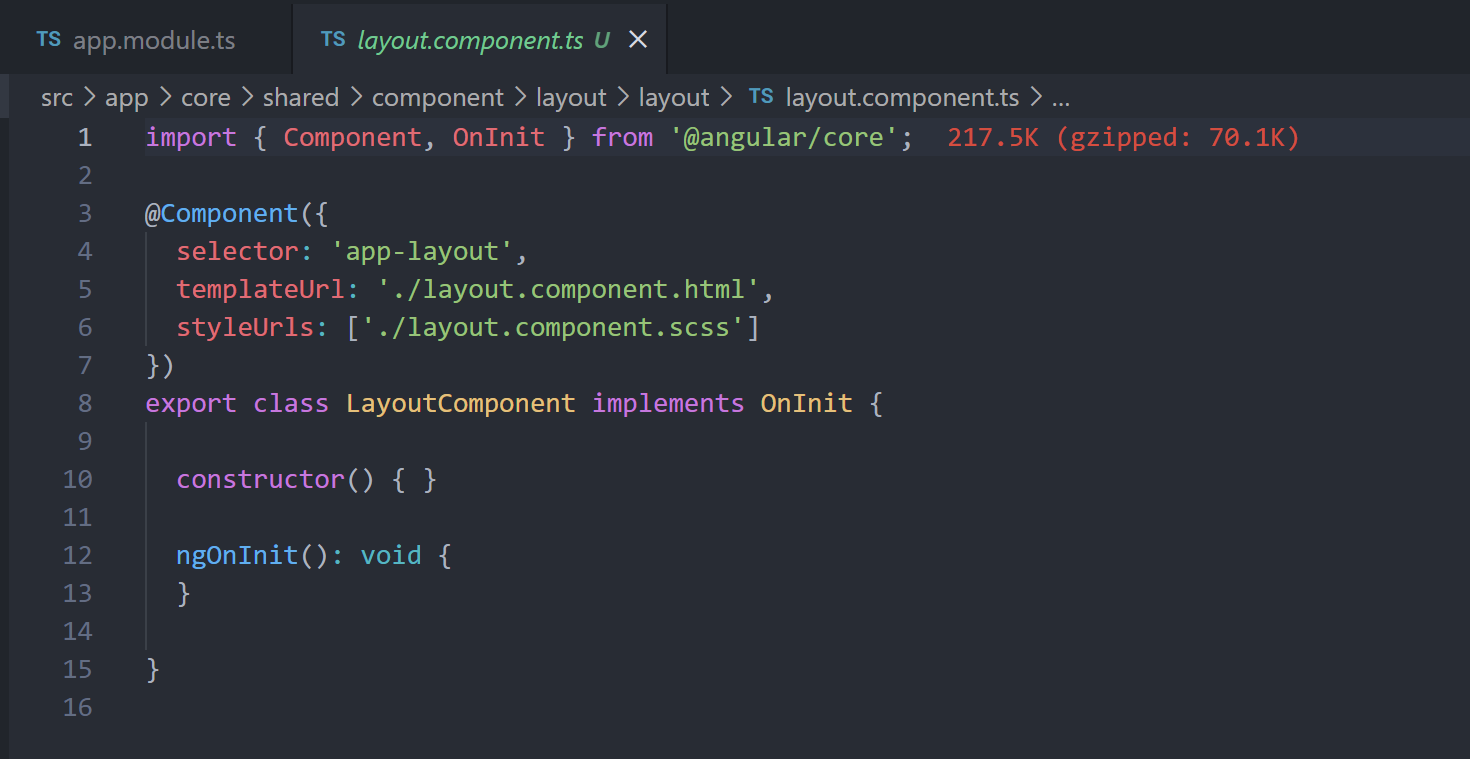 TS app.module.ts TS layout.component.ts U ×
src > app > core > shared > component > layout > layout > TS layout.component.ts > ...
1 import { Component, OnInit } from '@angular/core'; 217.5K (gzipped: 70.1K)
2
3 @Component({
4   selector: 'app-layout',
5   templateUrl: './layout.component.html',
6   styleUrls: ['./layout.component.scss']
7 })
8 export class LayoutComponent implements OnInit {
9
10   constructor() { }
11
12   ngOnInit(): void {
13   }
14
15 }
16